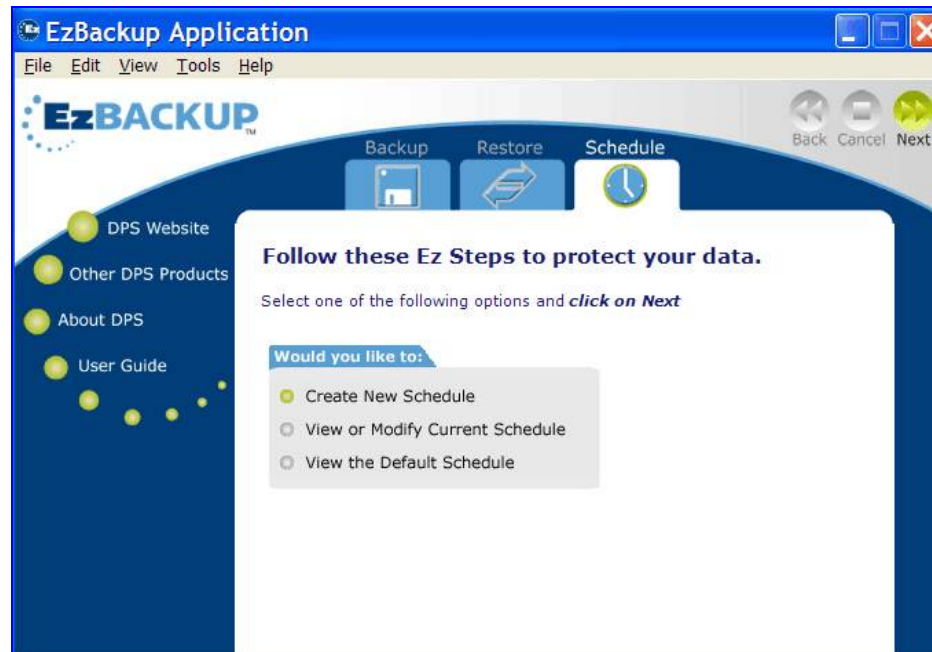 EzBackup Application
File Edit View Tools Help
EzBACKUP™
Back Cancel Next
Backup Restore Schedule
DPS Website
Other DPS Products
About DPS
User Guide
Follow these Ez Steps to protect your data.
Select one of the following options and click on Next
Would you like to:
Create New Schedule
View or Modify Current Schedule
View the Default Schedule